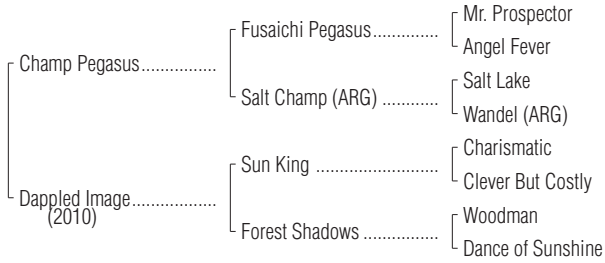 Mr. Prospector
Fusaichi Pegasus..............
Angel Fever
Champ Pegasus................
Salt Lake
Salt Champ (ARG) ............
Wandel (ARG)
Charismatic
Sun King ..........................
Clever But Costly
Dappled Image..................
(2010)
Woodman
Forest Shadows ................
Dance of Sunshine